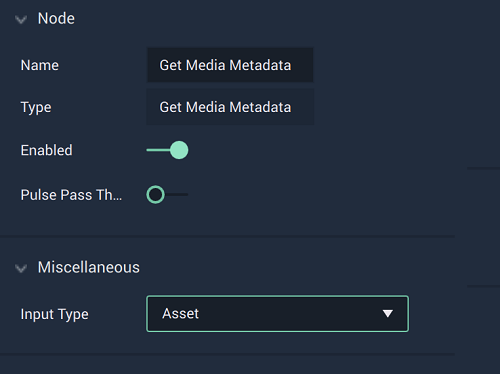 Node
Name Get Media Metadata
Type Get Media Metadata
Enabled
Pulse Pass Th...
Miscellaneous
Input Type Asset